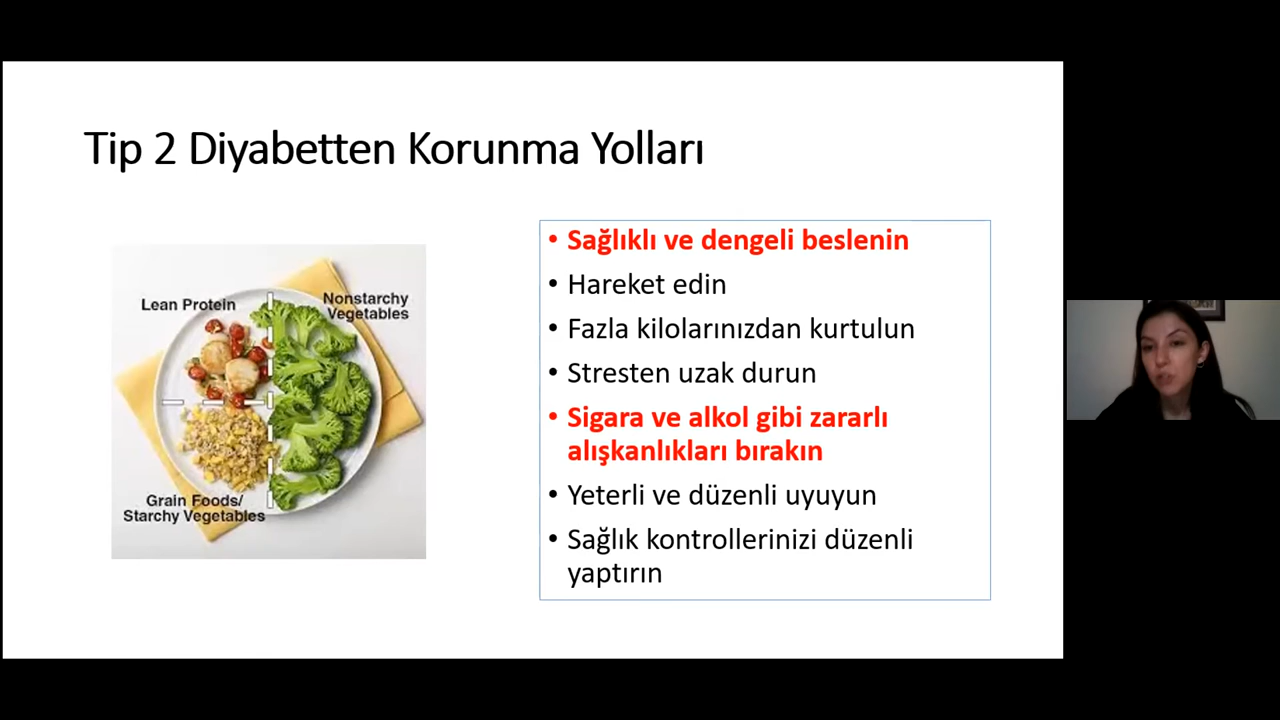 Tip 2 Diyabetten Korunma Yolları
Lean Protein
Nonstarchy
Vegetables
Grain Foods/
Starchy Vegetables
• Sağlıklı ve dengeli beslenin
• Hareket edin
• Fazla kilolarınızdan kurtulun
• Stresten uzak durun
• Sigara ve alkol gibi zararlı
alışkanlıkları bırakın
• Yeterli ve düzenli uyuyun
• Sağlık kontrollerinizi düzenli
yaptırın